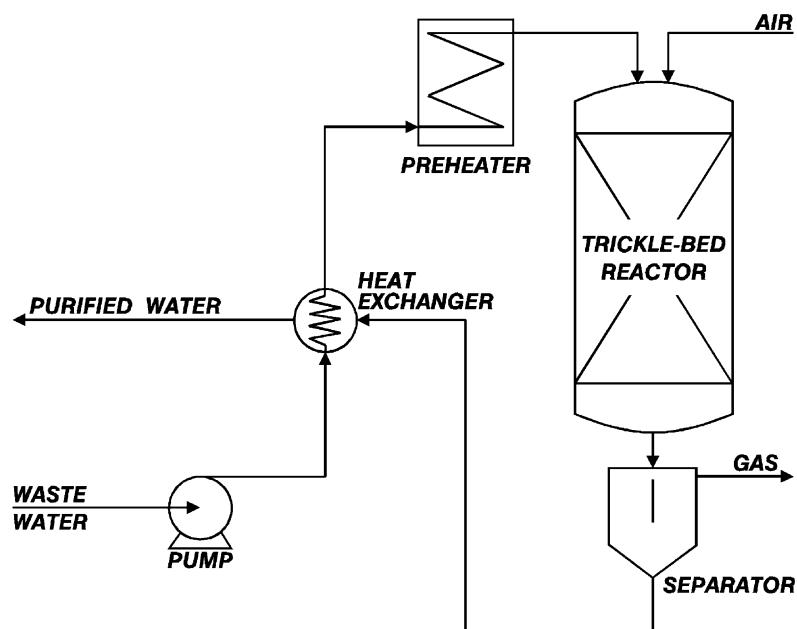 AIR
PREHEATER
TRICKLE-BED
REACTOR
HEAT
EXCHANGER
PURIFIED WATER
GAS
WASTE
WATER
PUMP
SEPARATOR